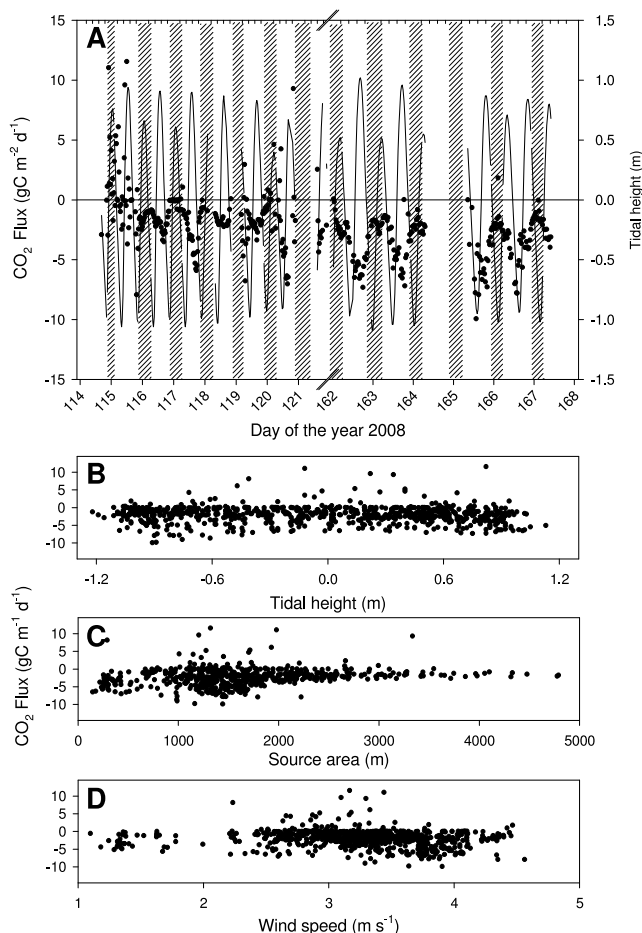 A
15
10
5
0
-5
-10
-15
CO2 Flux (gC m-2 d-1)
1.5
1.0
0.5
0.0
-0.5
-1.0
-1.5
Tidal height (m)
114 115 116 117 118 119 120 121 162 163 164 165 166 167 168
Day of the year 2008
B
10
5
0
-5
-10
-1.2 -0.6 0.0 0.6 1.2
Tidal height (m)
CO2 Flux (gC m-1 d-1)
C
10
5
0
-5
-10
0 1000 2000 3000 4000 5000
Source area (m)
D
10
5
0
-5
-10
1 2 3 4 5
Wind speed (m s-1)